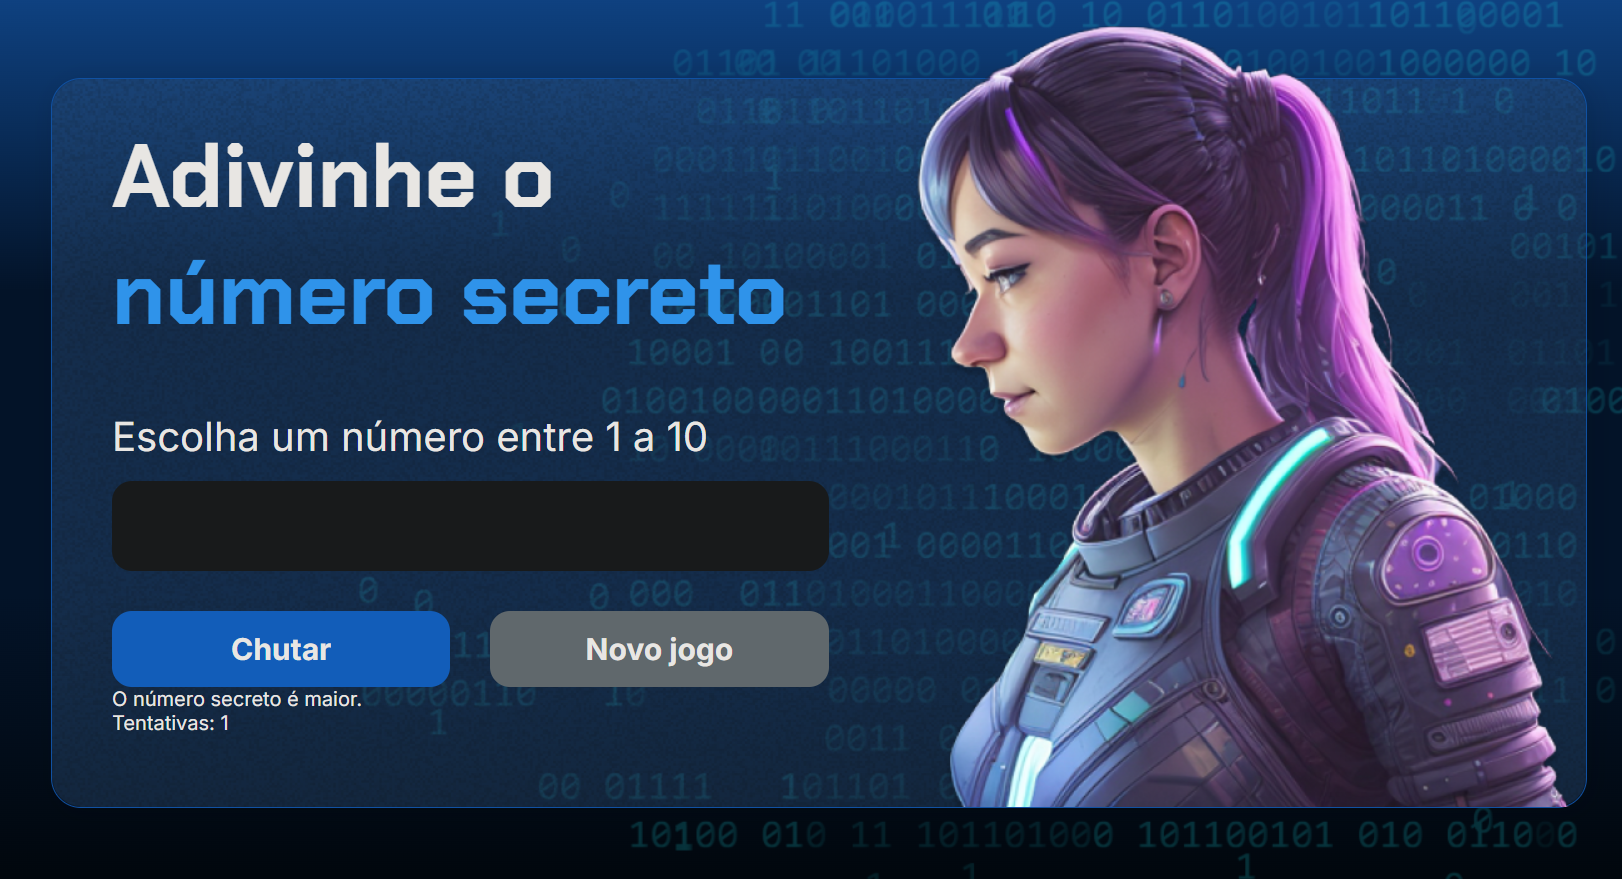 Adivinhe o
número secreto
Escolha um número entre 1 a 10
Chutar
Novo jogo
O número secreto é maior.
Tentativas: 1